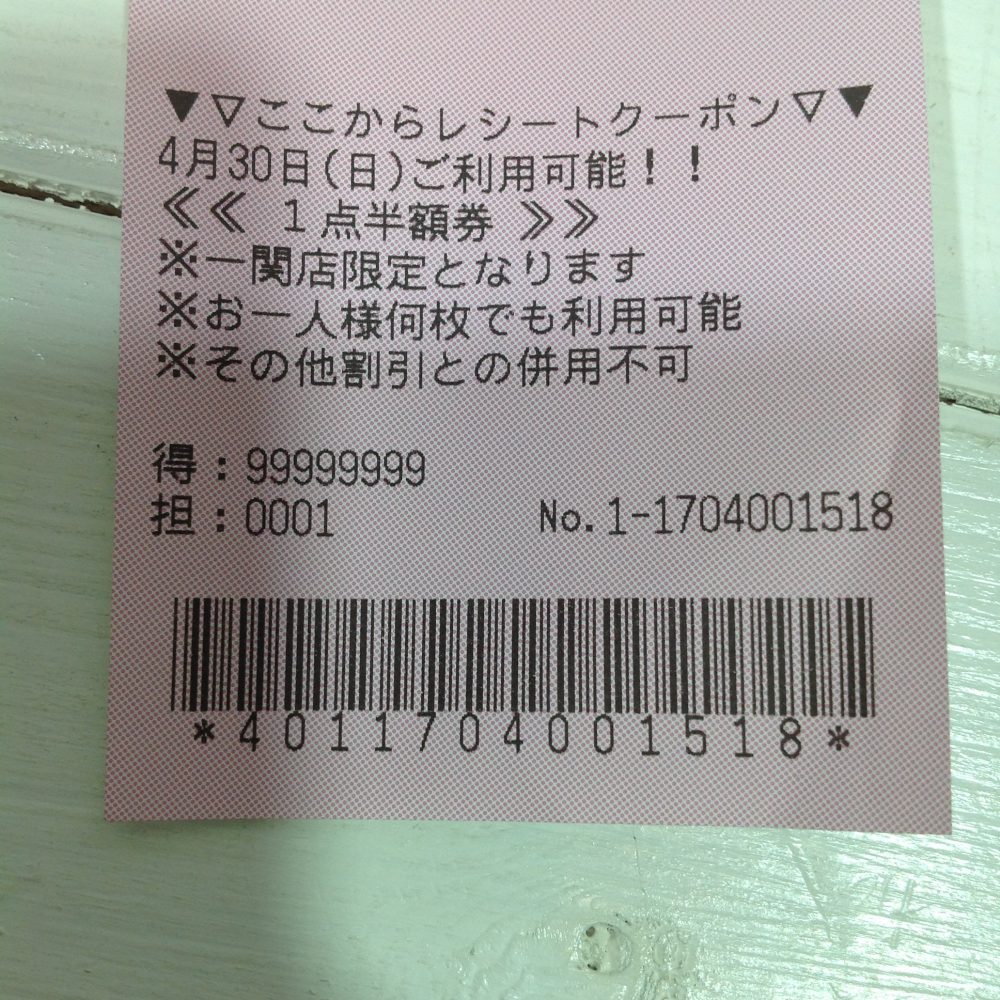 ▼▽ここからレシートクーポン▽▼
4月30日(日)ご利用可能！！
≪≪ 1点半額券 ≫≫
※一関店限定となります
※お一人様何枚でも利用可能
※その他割引との併用不可
得：99999999
担：0001 No.1-1704001518
*4011704001518*